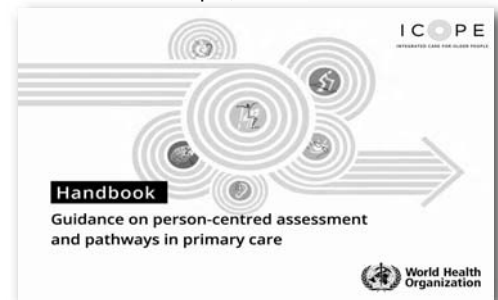 ICOPE
INTEGRATED CARE FOR OLDER PEOPLE
Handbook
Guidance on person-centred assessment
and pathways in primary care
World Health
Organization